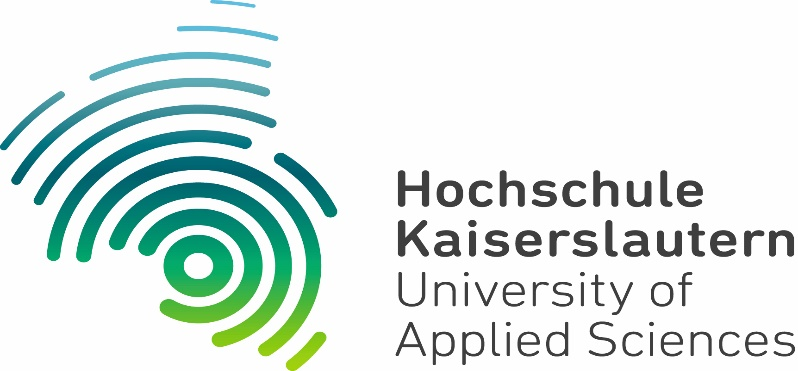 Hochschule
Kaiserslautern
University of
Applied Sciences